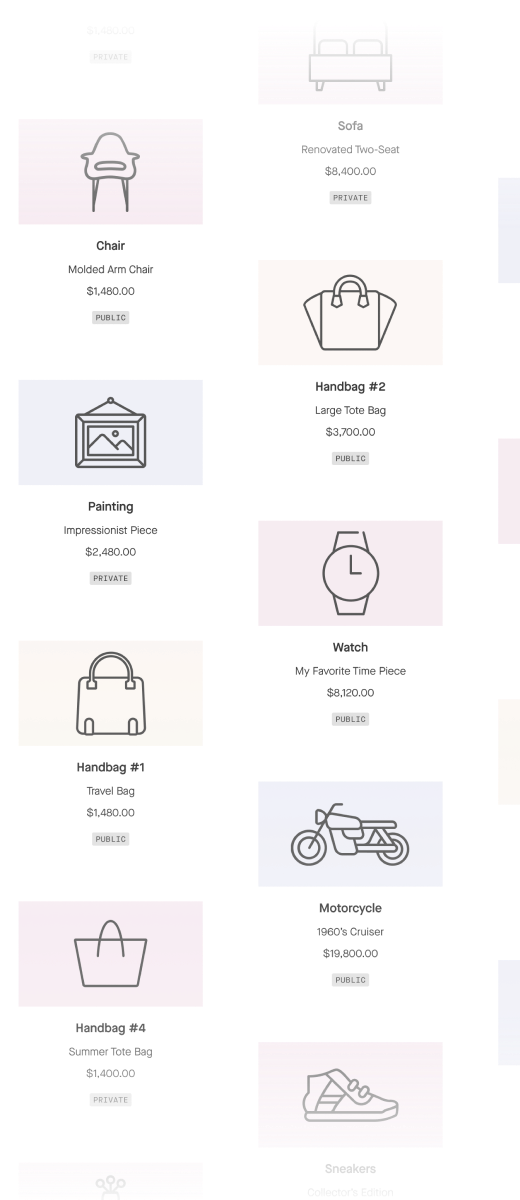 $1,480.00
PRIVATE
Chair
Molded Arm Chair
$1,480.00
PUBLIC
Painting
Impressionist Piece
$2,480.00
PRIVATE
Handbag #1
Travel Bag
$1,480.00
PUBLIC
Handbag #4
Summer Tote Bag
$1,400.00
PRIVATE
Sofa
Renovated Two-Seat
$8,400.00
PRIVATE
Handbag #2
Large Tote Bag
$3,700.00
PUBLIC
Watch
My Favorite Time Piece
$8,120.00
PUBLIC
Motorcycle
1960's Cruiser
$19,800.00
PUBLIC
Sneakers
Collector's Edition